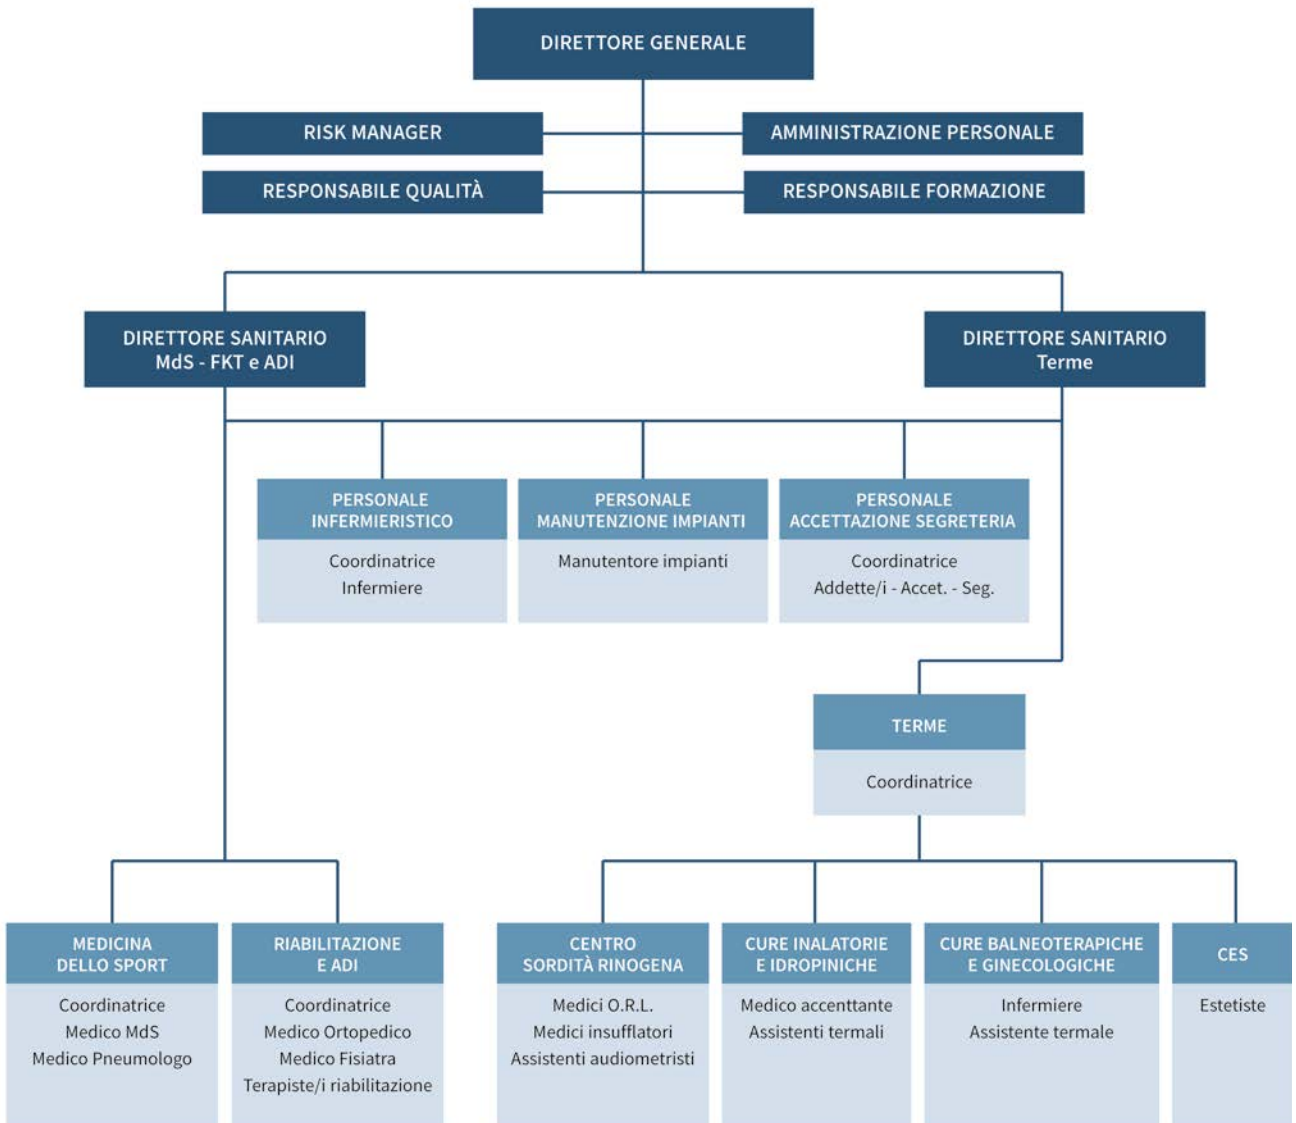 DIRETTORE GENERALE
RISK MANAGER
AMMINISTRAZIONE PERSONALE
RESPONSABILE QUALITÀ
RESPONSABILE FORMAZIONE
DIRETTORE SANITARIO
MdS - FKT e ADI
DIRETTORE SANITARIO
Terme
PERSONALE
INFERMIERISTICO
Coordinatrice
Infermiere
PERSONALE
MANUTENZIONE IMPIANTI
Manutentore impianti
PERSONALE
ACCETTAZIONE SEGRETERIA
Coordinatrice
Addette/i - Accet. - Seg.
TERME
Coordinatrice
MEDICINA
DELLO SPORT
Coordinatrice
Medico MdS
Medico Pneumologo
RIABILITAZIONE
E ADI
Coordinatrice
Medico Ortopedico
Medico Fisiatra
Terapiste/i riabilitazione
CENTRO
SORDITÀ RINOGENA
Medici O.R.L.
Medici insufflatori
Assistenti audiometristi
CURE INALATORIE
E IDROPINICHE
Medico accenttante
Assistenti termali
CURE BALNEOTERAPICHE
E GINECOLOGICHE
Infermiere
Assistente termale
CES
Estetiste